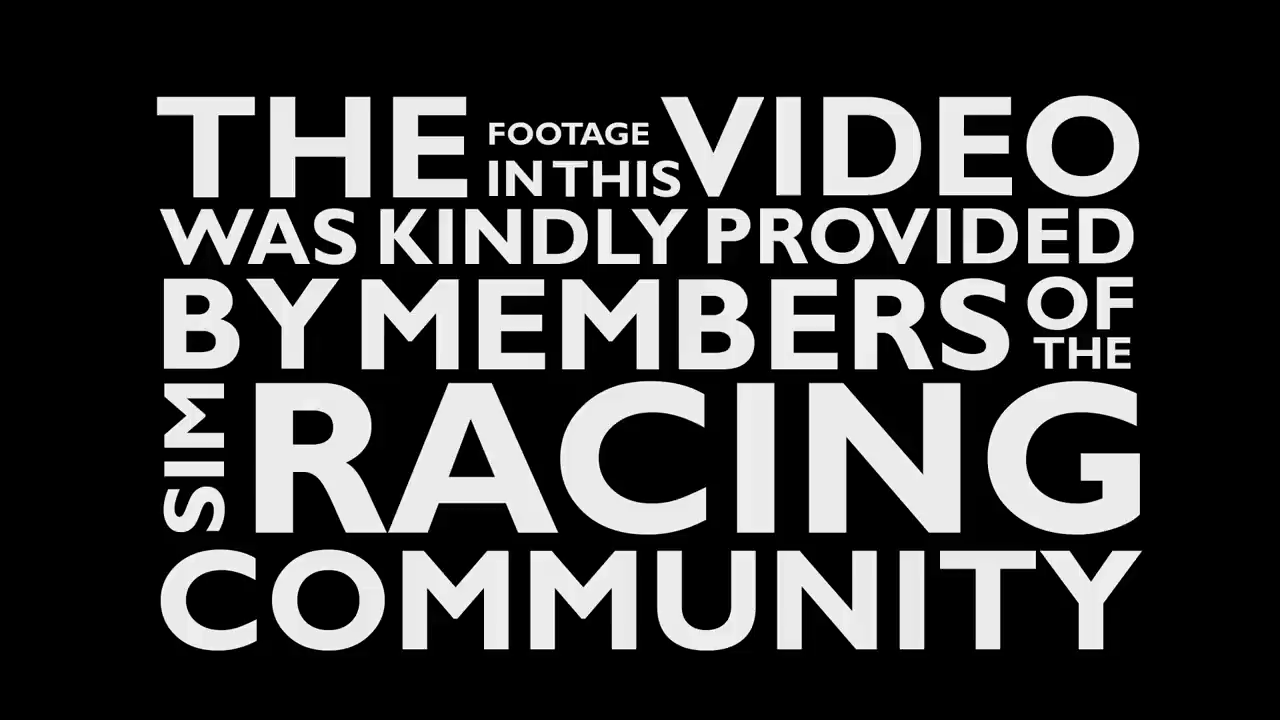 THE FOOTAGE IN THIS VIDEO
WAS KINDLY PROVIDED
BY MEMBERS OF THE
SIM RACING
COMMUNITY